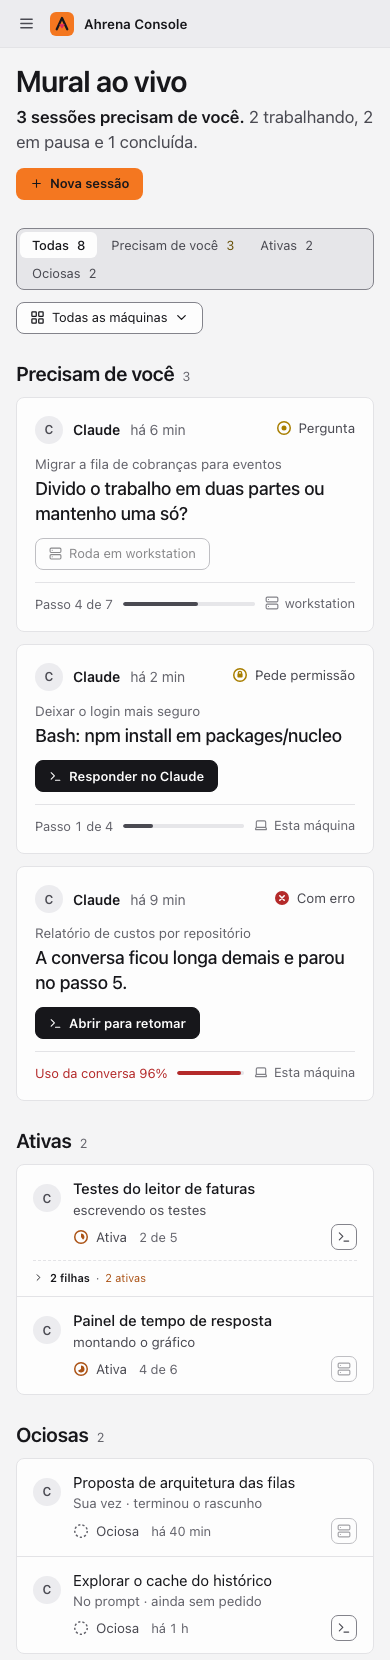 Ahrena Console
Mural ao vivo
3 sessões precisam de você. 2 trabalhando, 2
em pausa e 1 concluída.
+ Nova sessão
Todas 8 Precisam de você 3 Ativas 2
Ociosas 2
Todas as máquinas
Precisam de você 3
C Claude há 6 min Pergunta
Migrar a fila de cobranças para eventos
Divido o trabalho em duas partes ou
mantenho uma só?
Roda em workstation
Passo 4 de 7 workstation
C Claude há 2 min Pede permissão
Deixar o login mais seguro
Bash: npm install em packages/nucleo
Responder no Claude
Passo 1 de 4 Esta máquina
C Claude há 9 min Com erro
Relatório de custos por repositório
A conversa ficou longa demais e parou
no passo 5.
Abrir para retomar
Uso da conversa 96% Esta máquina
Ativas 2
C Testes do leitor de faturas
escrevendo os testes
Ativa 2 de 5
2 filhas · 2 ativas
C Painel de tempo de resposta
montando o gráfico
Ativa 4 de 6
Ociosas 2
C Proposta de arquitetura das filas
Sua vez · terminou o rascunho
Ociosa há 40 min
C Explorar o cache do histórico
No prompt · ainda sem pedido
Ociosa há 1 h